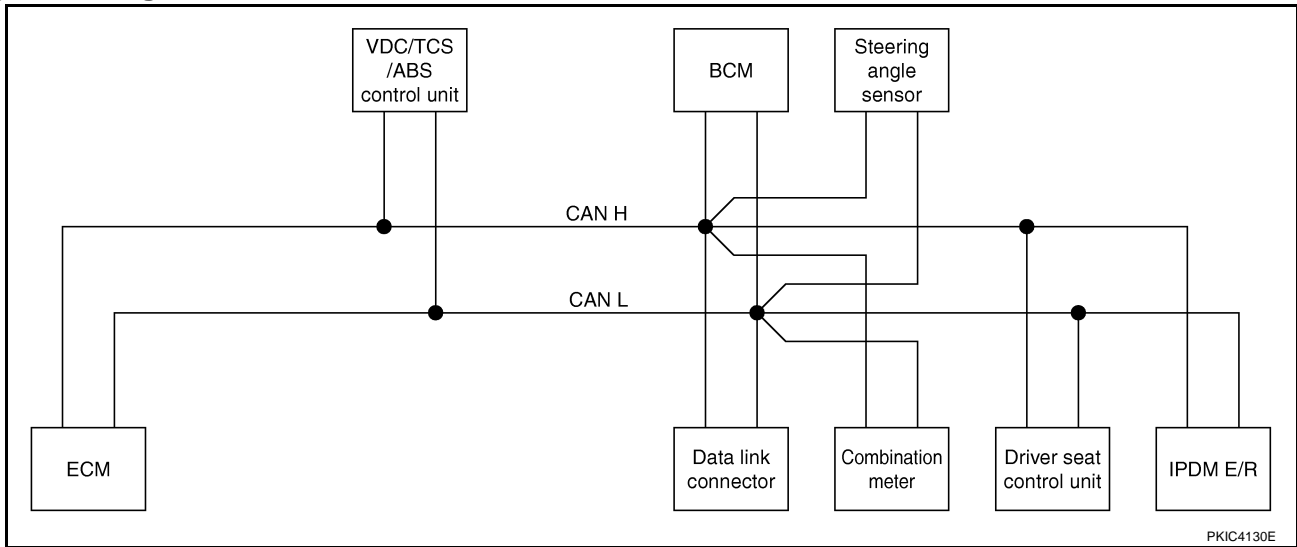 VDC/TCS
/ABS
control unit
BCM
Steering
angle
sensor
CAN H
CAN L
ECM
Data link
connector
Combination
meter
Driver seat
control unit
IPDM E/R
PKIC4130E